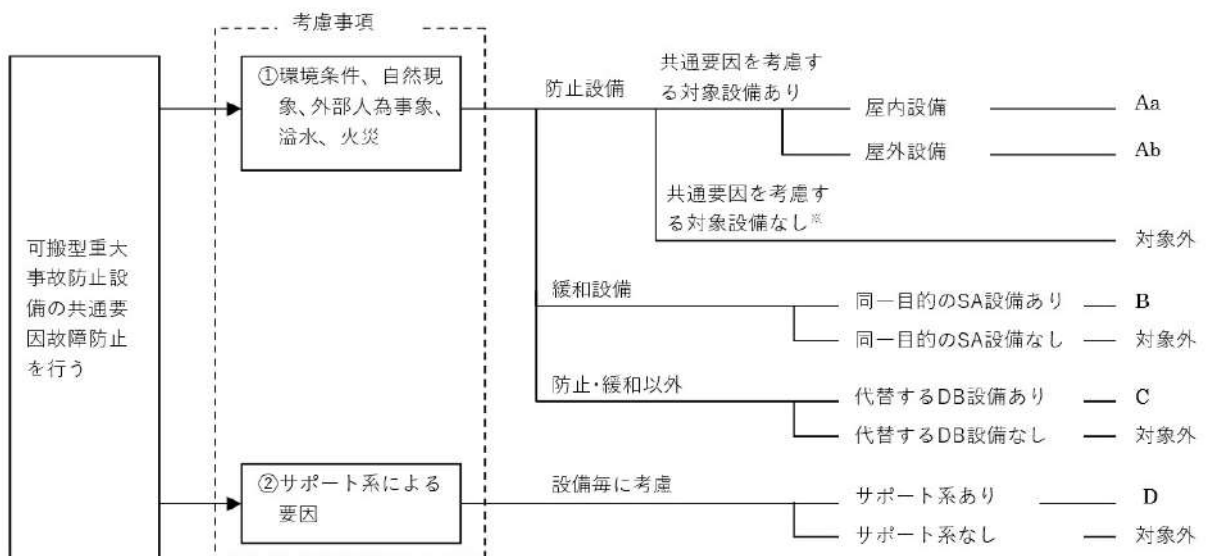 考慮事項
可搬型重大
事故防止設
備の共通要
因故障防止
を行う
①環境条件、自然現
象、外部人為事象、
溢水、火災
防止設備
共通要因を考慮す
る対象設備あり
屋内設備
Aa
屋外設備
Ab
共通要因を考慮す
る対象設備なし※
対象外
緩和設備
同一目的のSA設備あり
B
同一目的のSA設備なし
対象外
防止・緩和以外
代替するDB設備あり
C
代替するDB設備なし
対象外
②サポート系による
要因
設備毎に考慮
サポート系あり
D
サポート系なし
対象外